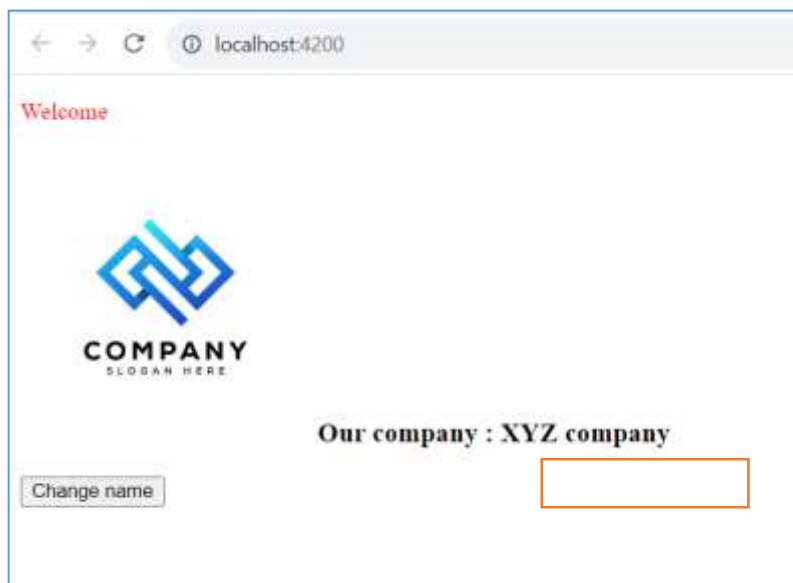 localhost:4200
Welcome
COMPANY
SLOGAN HERE
Our company : XYZ company
Change name